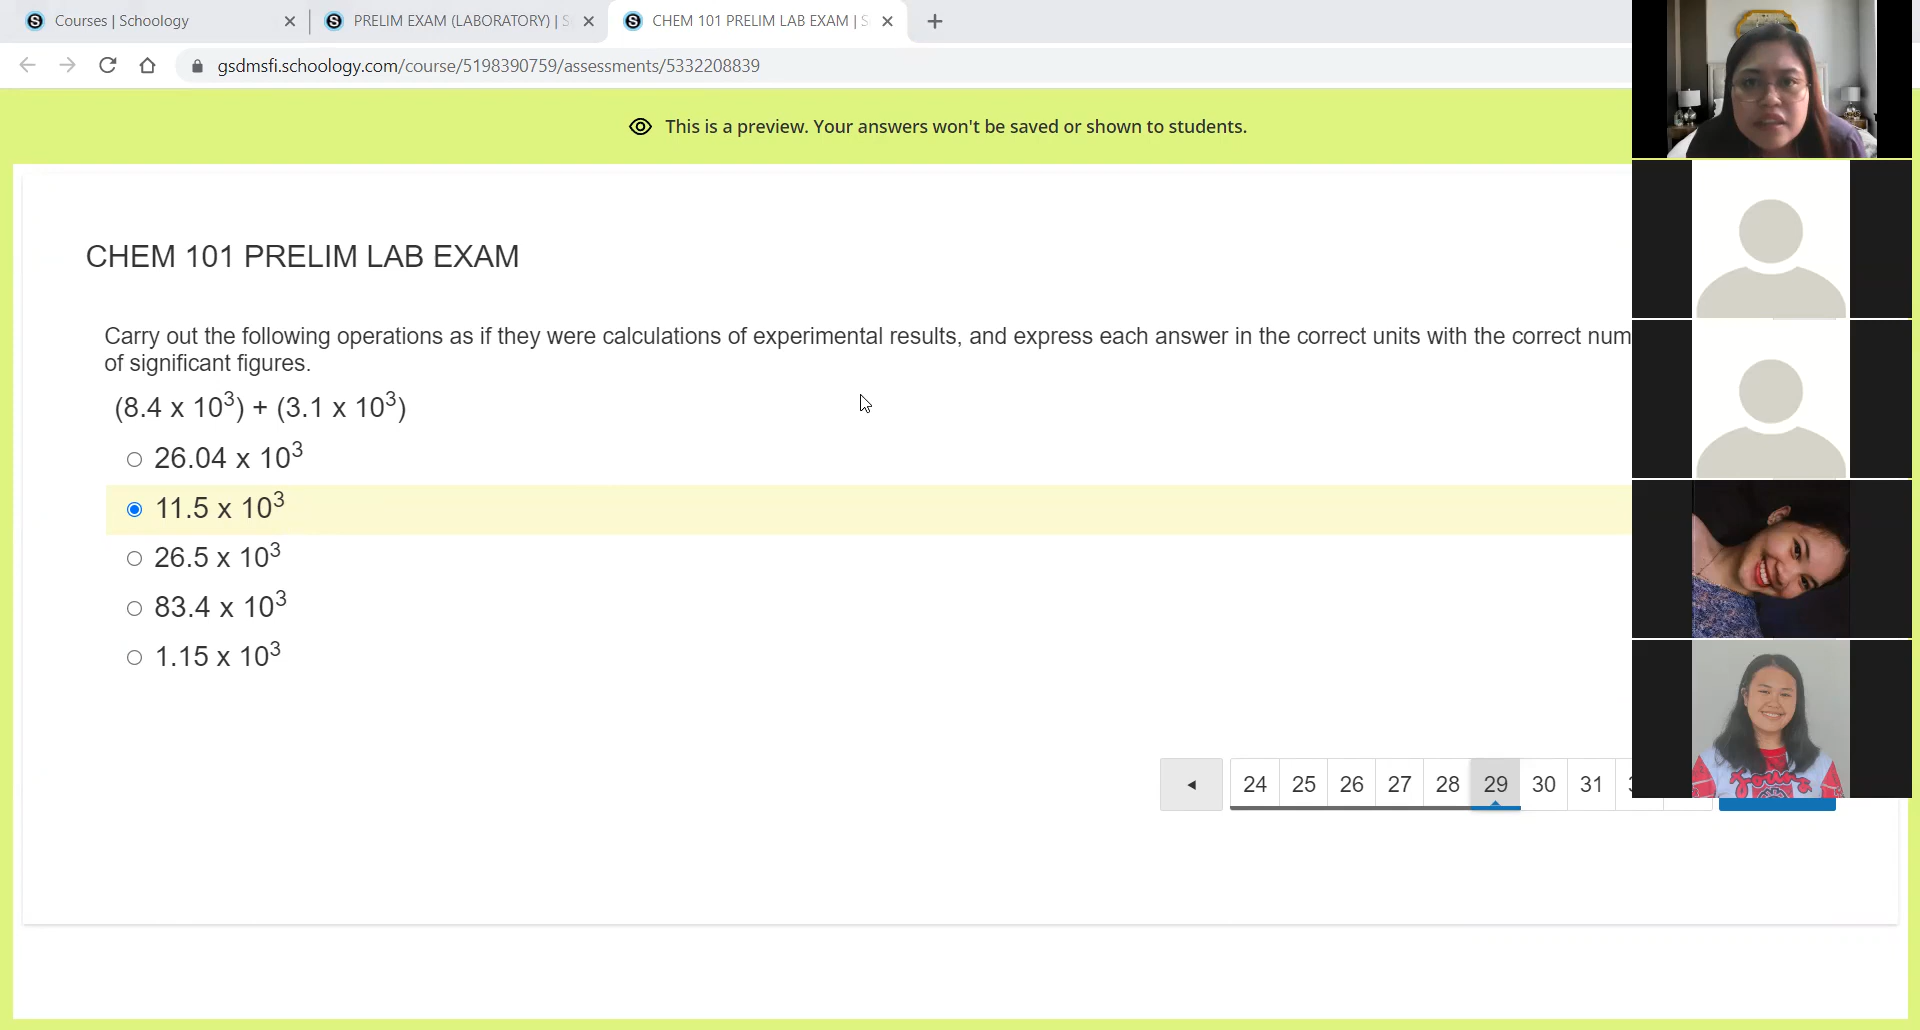 Courses | Schoology
PRELIM EXAM (LABORATORY) | S
CHEM 101 PRELIM LAB EXAM | S
gsdmsfi.schoology.com/course/5198390759/assessments/5332208839
This is a preview. Your answers won't be saved or shown to students.
CHEM 101 PRELIM LAB EXAM
Carry out the following operations as if they were calculations of experimental results, and express each answer in the correct units with the correct num
of significant figures.
(8.4 x 10³) + (3.1 x 10³)
26.04 x 10³
11.5 x 10³
26.5 x 10³
83.4 x 10³
1.15 x 10³
24 25 26 27 28 29 30 31